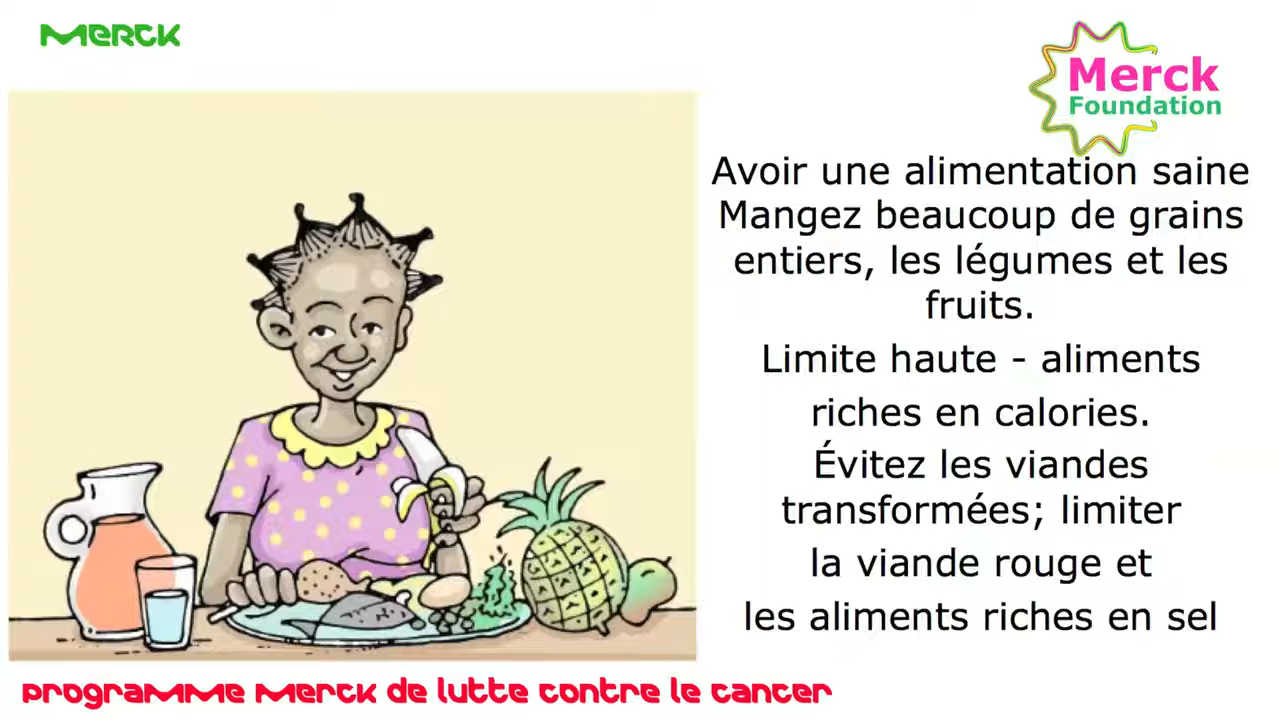 MERCK
Merck
Foundation
Avoir une alimentation saine
Mangez beaucoup de grains
entiers, les légumes et les
fruits.
Limite haute - aliments
riches en calories.
Évitez les viandes
transformées; limiter
la viande rouge et
les aliments riches en sel
programme Merck de lutte contre le cancer